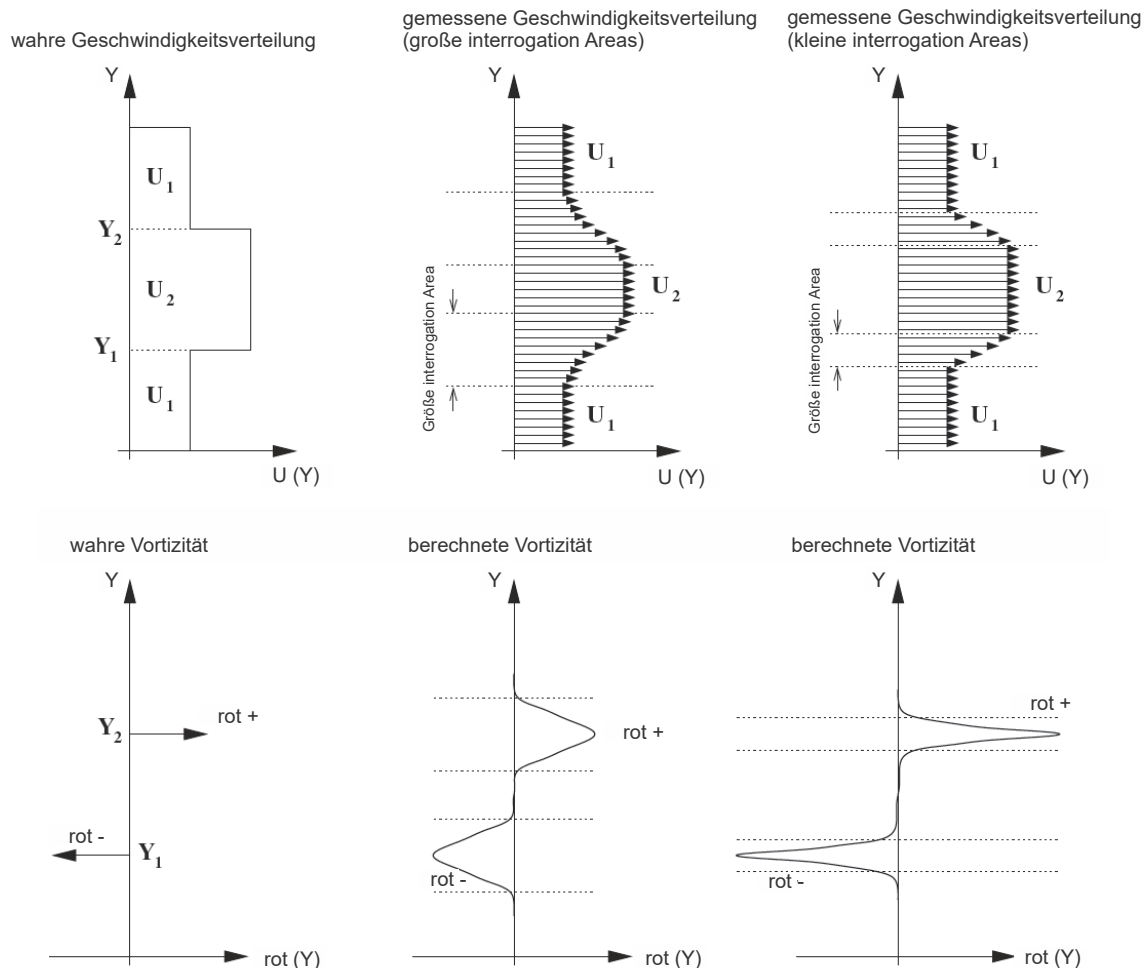 wahre Geschwindigkeitsverteilung
Y
U1
Y2
U2
Y1
U1
U (Y)
gemessene Geschwindigkeitsverteilung
(große interrogation Areas)
Y
U1
U2
Größe interrogation Area
U1
U (Y)
gemessene Geschwindigkeitsverteilung
(kleine interrogation Areas)
Y
U1
U2
Größe interrogation Area
U1
U (Y)
wahre Vortizität
Y
rot +
Y2
rot -
Y1
rot (Y)
berechnete Vortizität
Y
rot +
rot -
rot (Y)
berechnete Vortizität
Y
rot +
rot -
rot (Y)